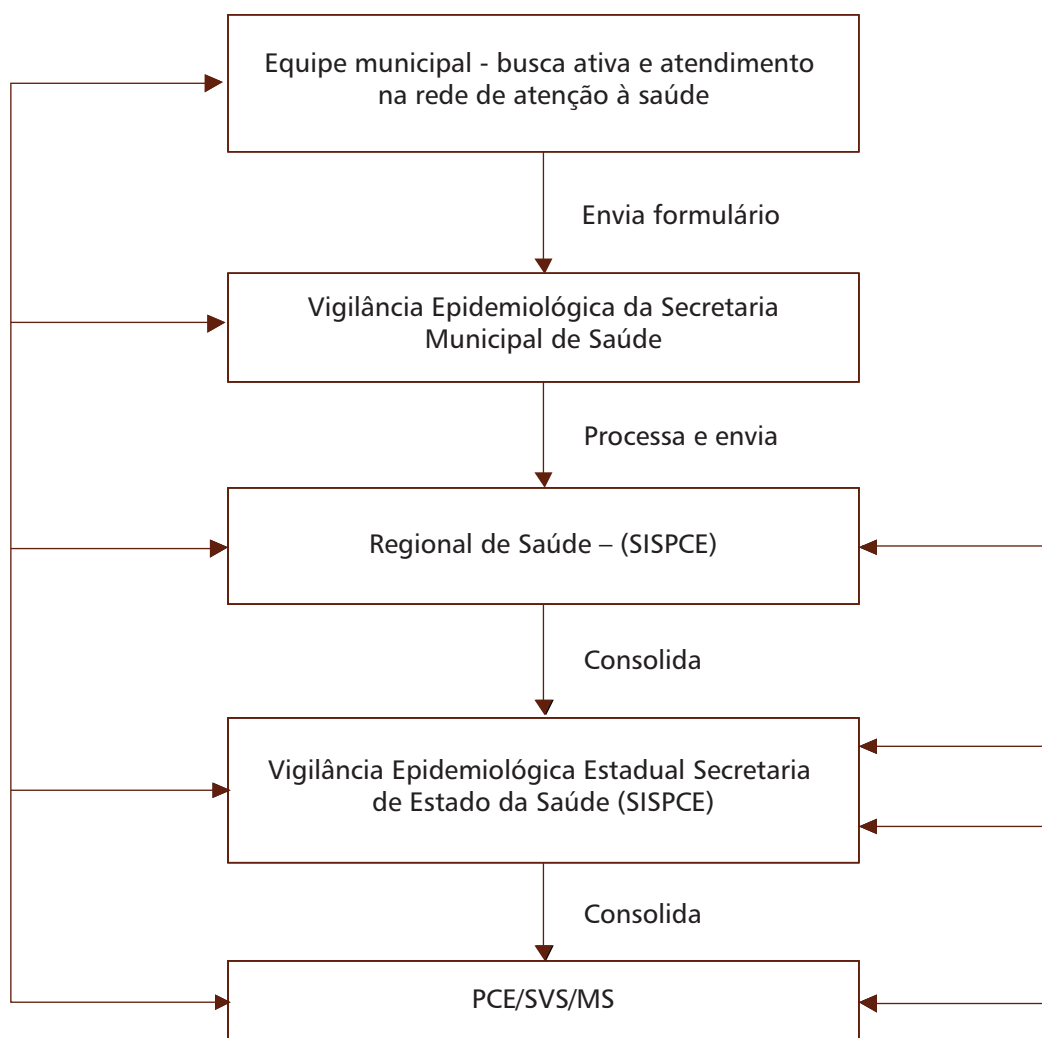 Equipe municipal - busca ativa e atendimento
na rede de atenção à saúde
Envia formulário
Vigilância Epidemiológica da Secretaria
Municipal de Saúde
Processa e envia
Regional de Saúde – (SISPCE)
Consolida
Vigilância Epidemiológica Estadual Secretaria
de Estado da Saúde (SISPCE)
Consolida
PCE/SVS/MS